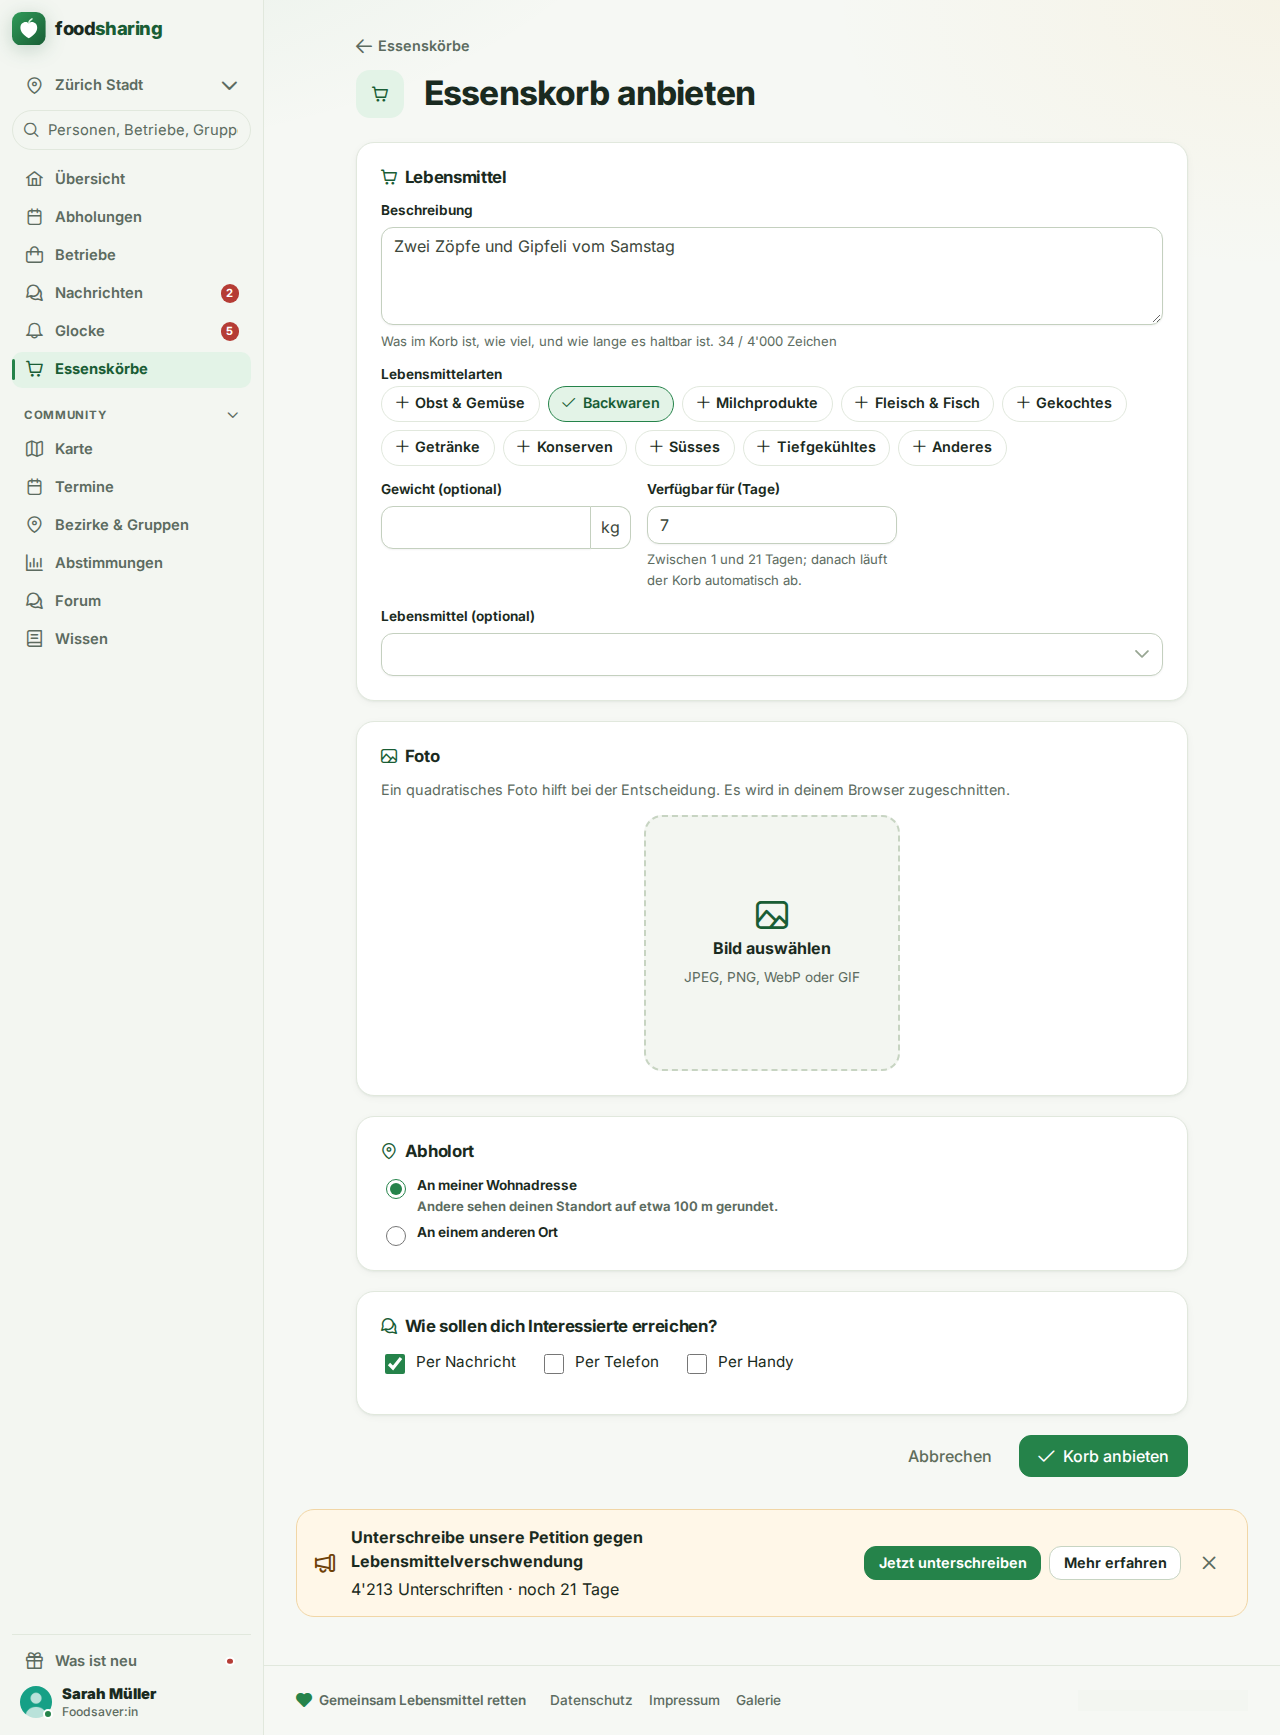 foodsharing
Zürich Stadt
Personen, Betriebe, Grupp
Übersicht
Abholungen
Betriebe
Nachrichten 2
Glocke 5
Essenskörbe
COMMUNITY
Karte
Termine
Bezirke & Gruppen
Abstimmungen
Forum
Wissen
Was ist neu
Sarah Müller
Foodsaver:in
Essenskörbe
Essenskorb anbieten
Lebensmittel
Beschreibung
Zwei Zöpfe und Gipfeli vom Samstag
Was im Korb ist, wie viel, und wie lange es haltbar ist. 34 / 4'000 Zeichen
Lebensmittelarten
Obst & Gemüse Backwaren Milchprodukte Fleisch & Fisch Gekochtes
Getränke Konserven Süsses Tiefgekühltes Anderes
Gewicht (optional) Verfügbar für (Tage)
kg 7
Zwischen 1 und 21 Tagen; danach läuft
der Korb automatisch ab.
Lebensmittel (optional)
Foto
Ein quadratisches Foto hilft bei der Entscheidung. Es wird in deinem Browser zugeschnitten.
Bild auswählen
JPEG, PNG, WebP oder GIF
Abholort
An meiner Wohnadresse
Andere sehen deinen Standort auf etwa 100 m gerundet.
An einem anderen Ort
Wie sollen dich Interessierte erreichen?
Per Nachricht Per Telefon Per Handy
Abbrechen Korb anbieten
Unterschreibe unsere Petition gegen
Lebensmittelverschwendung
4'213 Unterschriften · noch 21 Tage
Jetzt unterschreiben Mehr erfahren
Gemeinsam Lebensmittel retten Datenschutz Impressum Galerie